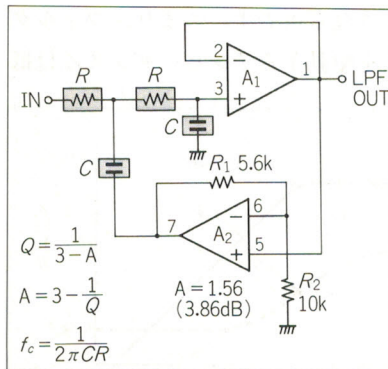 R
R
IN
C
C
2
3
A₁
1
LPF
OUT
R₁ 5.6k
7
A₂
6
5
R₂
10k
Q = 1/(3 − A)
A = 3 − 1/Q
f_c = 1/(2πCR)
A = 1.56
(3.86dB)
−
+
−
+